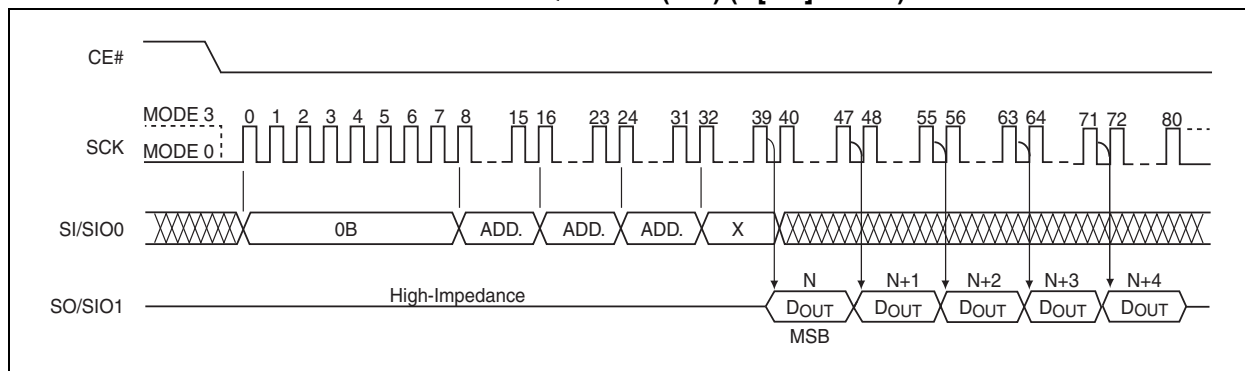 CE#
MODE 3 0 1 2 3 4 5 6 7 8 15 16 23 24 31 32 39 40 47 48 55 56 63 64 71 72 80
SCK MODE 0
SI/SIO0 0B ADD. ADD. ADD. X
N N+1 N+2 N+3 N+4
SO/SIO1 High-Impedance DOUT DOUT DOUT DOUT DOUT
MSB